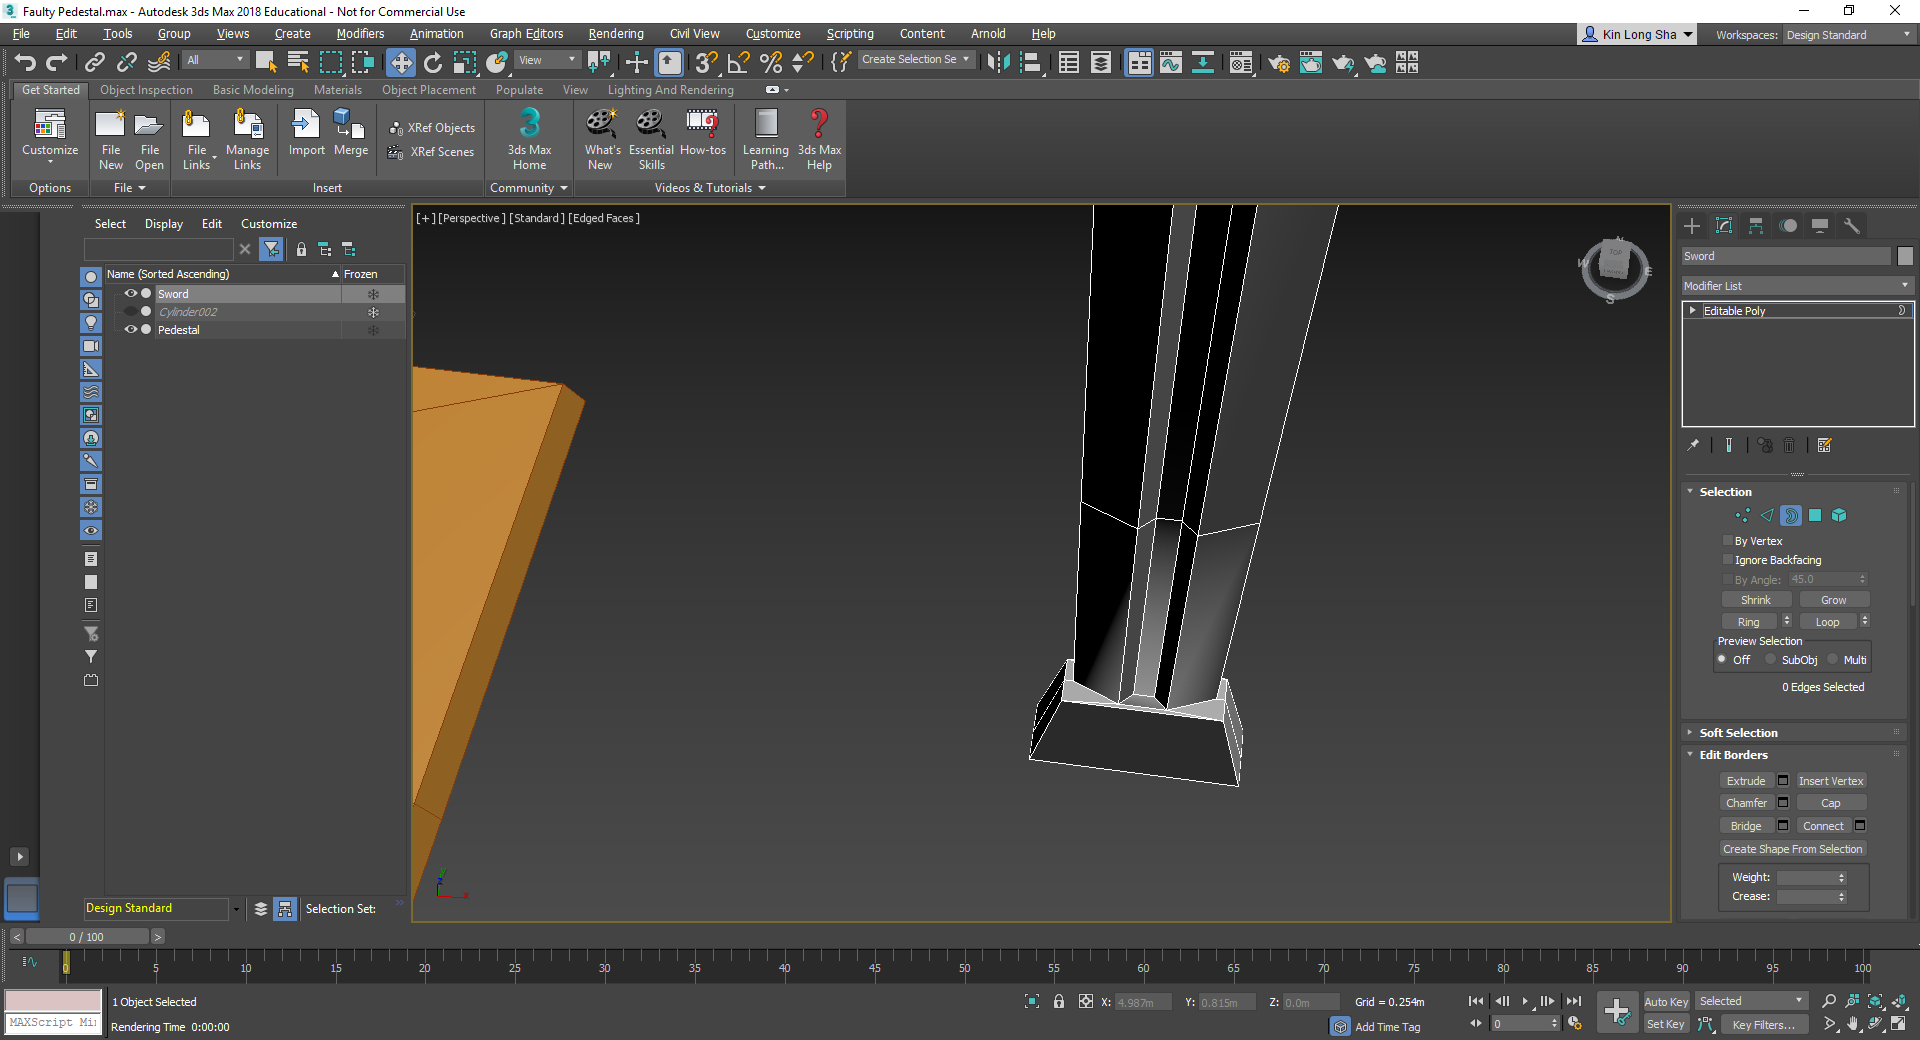 Faulty Pedestal.max - Autodesk 3ds Max 2018 Educational - Not for Commercial Use
File Edit Tools Group Views Create Modifiers Animation Graph Editors Rendering Civil View Customize Scripting Content Arnold Help
Kin Long Sha Workspaces: Design Standard
All View Create Selection Se
Get Started Object Inspection Basic Modeling Materials Object Placement Populate View Lighting And Rendering
Customize
File New
File Open
File Links
Manage Links
Import
Merge
XRef Objects
XRef Scenes
3ds Max Home
What's New
Essential Skills
How-tos
Learning Path...
3ds Max Help
Options File Insert Community Videos & Tutorials
Select Display Edit Customize
Name (Sorted Ascending) Frozen
Sword
Cylinder002
Pedestal
[+] [Perspective] [Standard] [Edged Faces]
TOP
N
W
E
S
Sword
Modifier List
Editable Poly
Selection
By Vertex
Ignore Backfacing
By Angle: 45.0
Shrink Grow
Ring Loop
Preview Selection
Off SubObj Multi
0 Edges Selected
Soft Selection
Edit Borders
Extrude Insert Vertex
Chamfer Cap
Bridge Connect
Create Shape From Selection
Weight:
Crease:
y
z
x
Design Standard Selection Set:
< 0 / 100 >
0 5 10 15 20 25 30 35 40 45 50 55 60 65 70 75 80 85 90 95 100
1 Object Selected X: 4.987m Y: 0.815m Z: 0.0m Grid = 0.254m Auto Key Selected
MAXScript Mi Rendering Time 0:00:00 Add Time Tag 0 Set Key Key Filters...